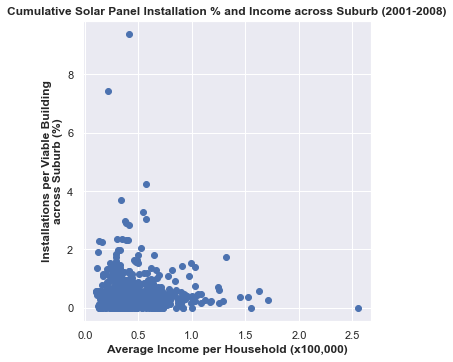 Cumulative Solar Panel Installation % and Income across Suburb (2001-2008)
Installations per Viable Building
across Suburb (%)
8
6
4
2
0
0.0 0.5 1.0 1.5 2.0 2.5
Average Income per Household (x100,000)